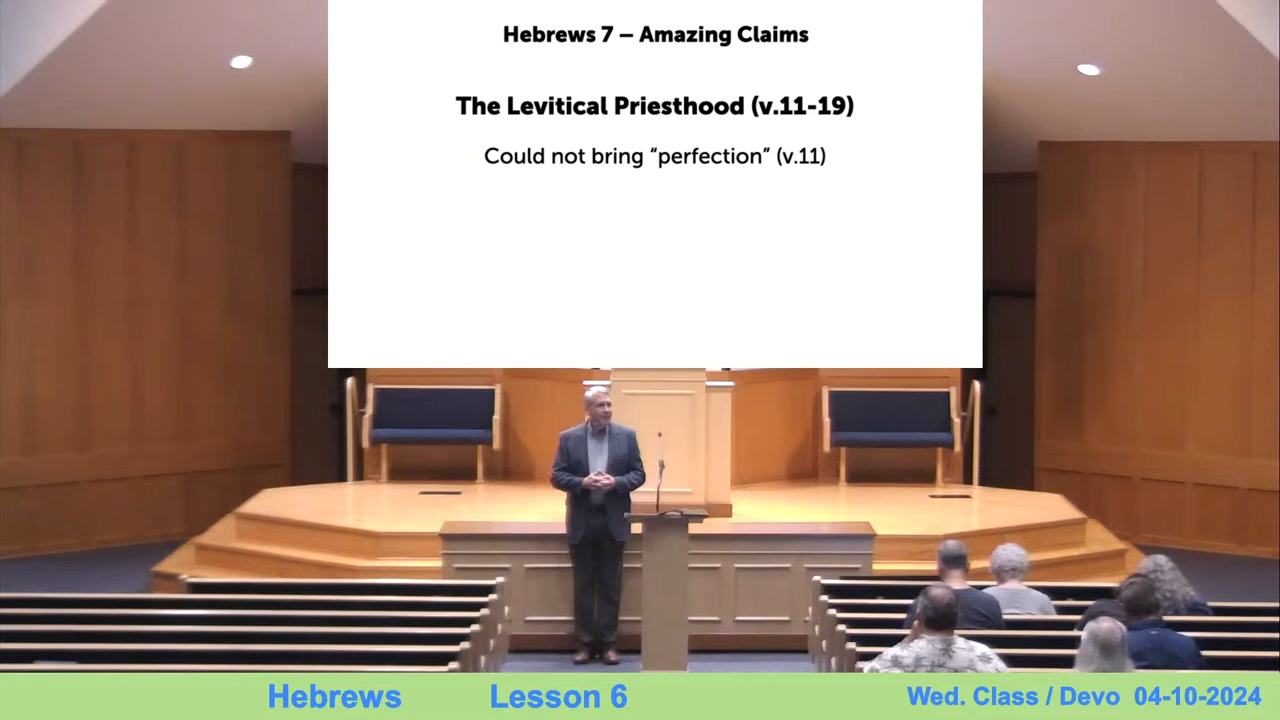 Hebrews 7 – Amazing Claims
The Levitical Priesthood (v.11-19)
Could not bring “perfection” (v.11)
Hebrews Lesson 6 Wed. Class / Devo 04-10-2024